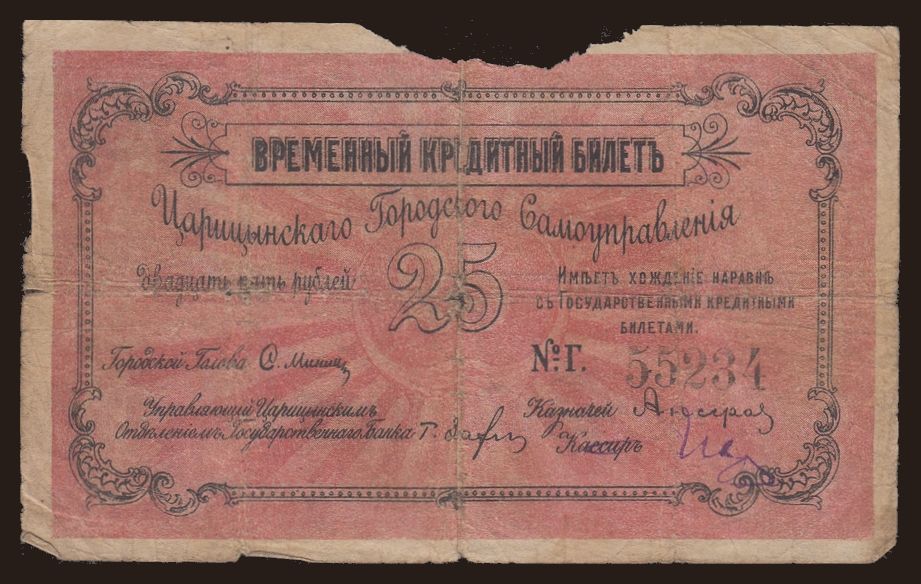 ВРЕМЕННЫЙ КРЕДИТНЫЙ БИЛЕТЪ
Царицынскаго Городского Самоуправленія
Двадцать пять рублей
25
Имѣетъ хожденіе наравнѣ
съ Государственными кредитными
билетами.
№ Г. 55234
Городской Голова С. Минин
Управляющій Царицынскимъ
Отдѣленіемъ Государственнаго Банка Г.
Казначей
Кассиръ